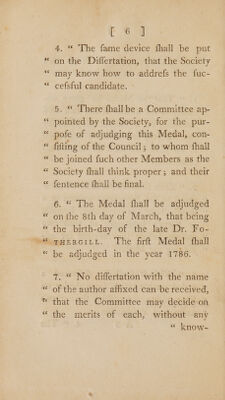 [ 6 ]
4. “ The ſame device ſhall be put
“ on the Diſſertation, that the Society
“ may know how to addreſs the ſuc-
“ ceſsful candidate.
5. “ There ſhall be a Committee ap-
“ pointed by the Society, for the pur-
“ poſe of adjudging this Medal, con-
“ ſiſting of the Council ; to whom ſhall
“ be joined ſuch other Members as the
“ Society ſhall think proper ; and their
“ ſentence ſhall be final.
6. “ The Medal ſhall be adjudged
“ on the 8th day of March, that being
“ the birth-day of the late Dr. Fo-
“ THERGILL. The firſt Medal ſhall
“ be adjudged in the year 1786.
7. “ No diſſertation with the name
“ of the author affixed can be received,
“ that the Committee may decide on
“ the merits of each, without any
“ know-